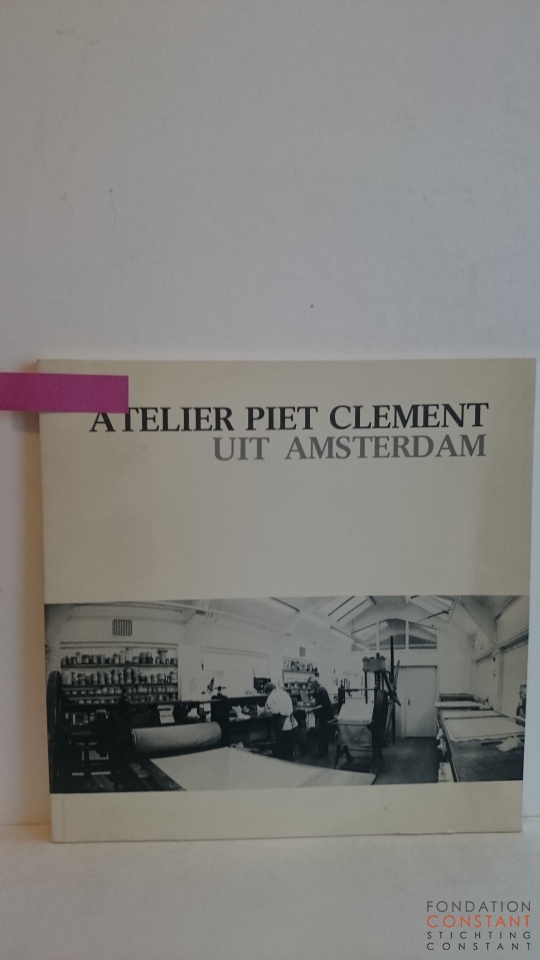 ATELIER PIET CLEMENT
UIT AMSTERDAM
FONDATION
CONSTANT
STICHTING
CONSTANT